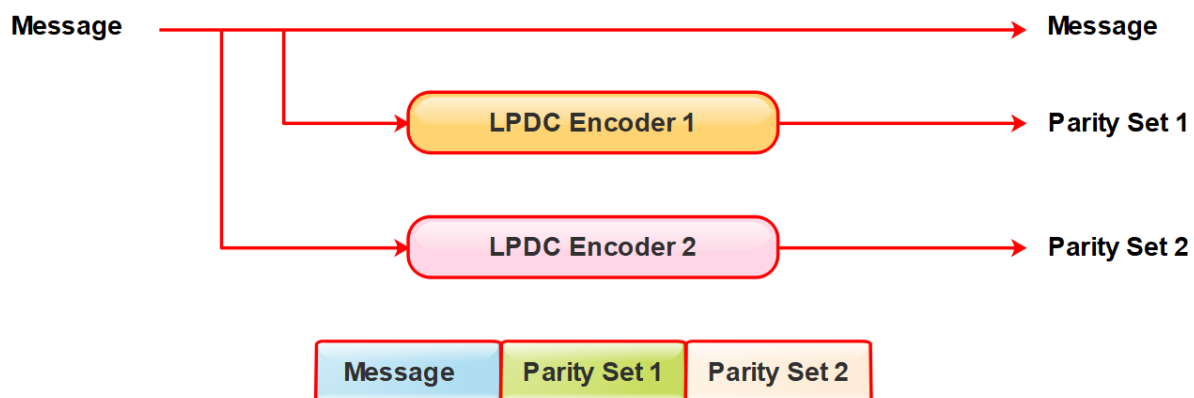 Message
Message
LPDC Encoder 1
Parity Set 1
LPDC Encoder 2
Parity Set 2
Message
Parity Set 1
Parity Set 2